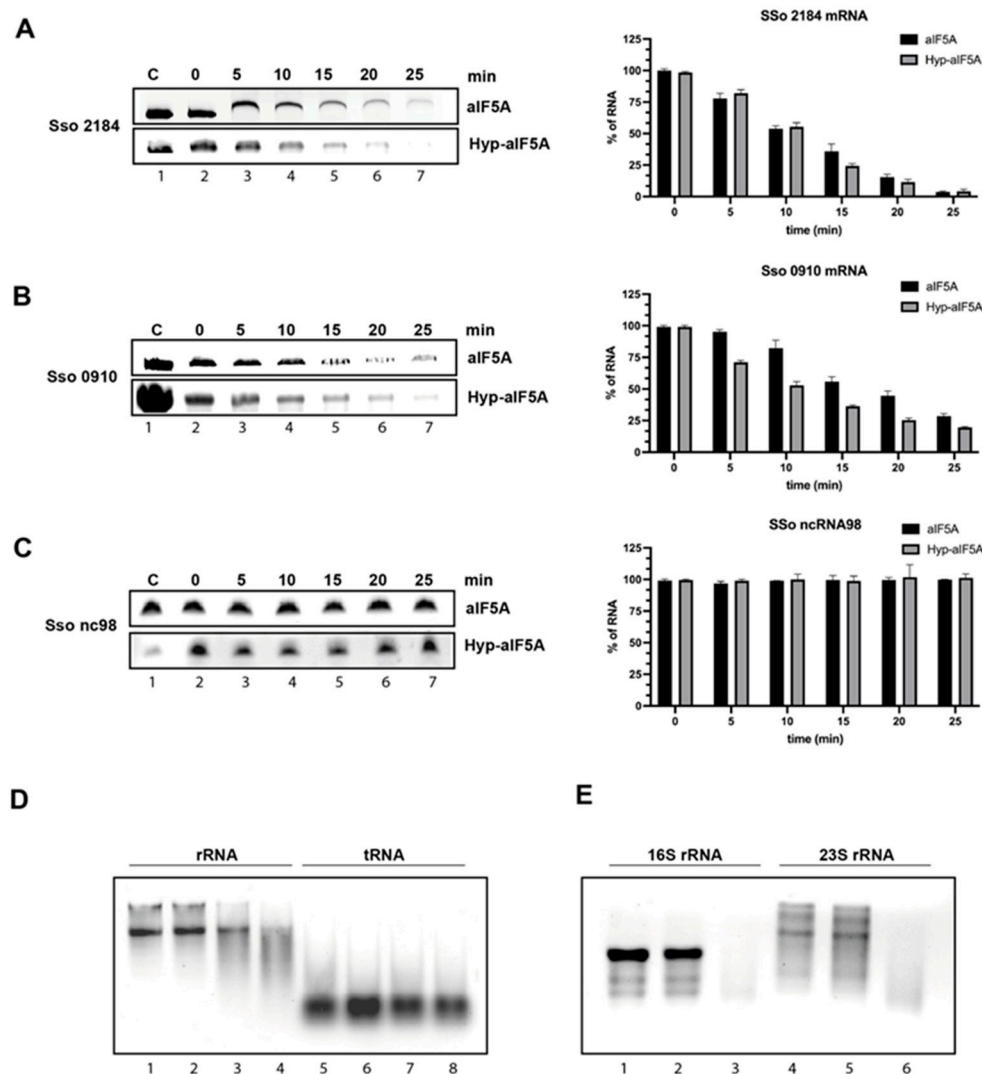 A
C 0 5 10 15 20 25 min
Sso 2184
aIF5A
Hyp-aIF5A
1 2 3 4 5 6 7
SSo 2184 mRNA
aIF5A
Hyp-aIF5A
% of RNA
125
100
75
50
25
0
0 5 10 15 20 25
time (min)
B
C 0 5 10 15 20 25 min
Sso 0910
aIF5A
Hyp-aIF5A
1 2 3 4 5 6 7
Sso 0910 mRNA
aIF5A
Hyp-aIF5A
% of RNA
125
100
75
50
25
0
0 5 10 15 20 25
time (min)
C
C 0 5 10 15 20 25 min
Sso nc98
aIF5A
Hyp-aIF5A
1 2 3 4 5 6 7
SSo ncRNA98
aIF5A
Hyp-aIF5A
% of RNA
125
100
75
50
25
0
0 5 10 15 20 25
time (min)
D
rRNA tRNA
1 2 3 4 5 6 7 8
E
16S rRNA 23S rRNA
1 2 3 4 5 6